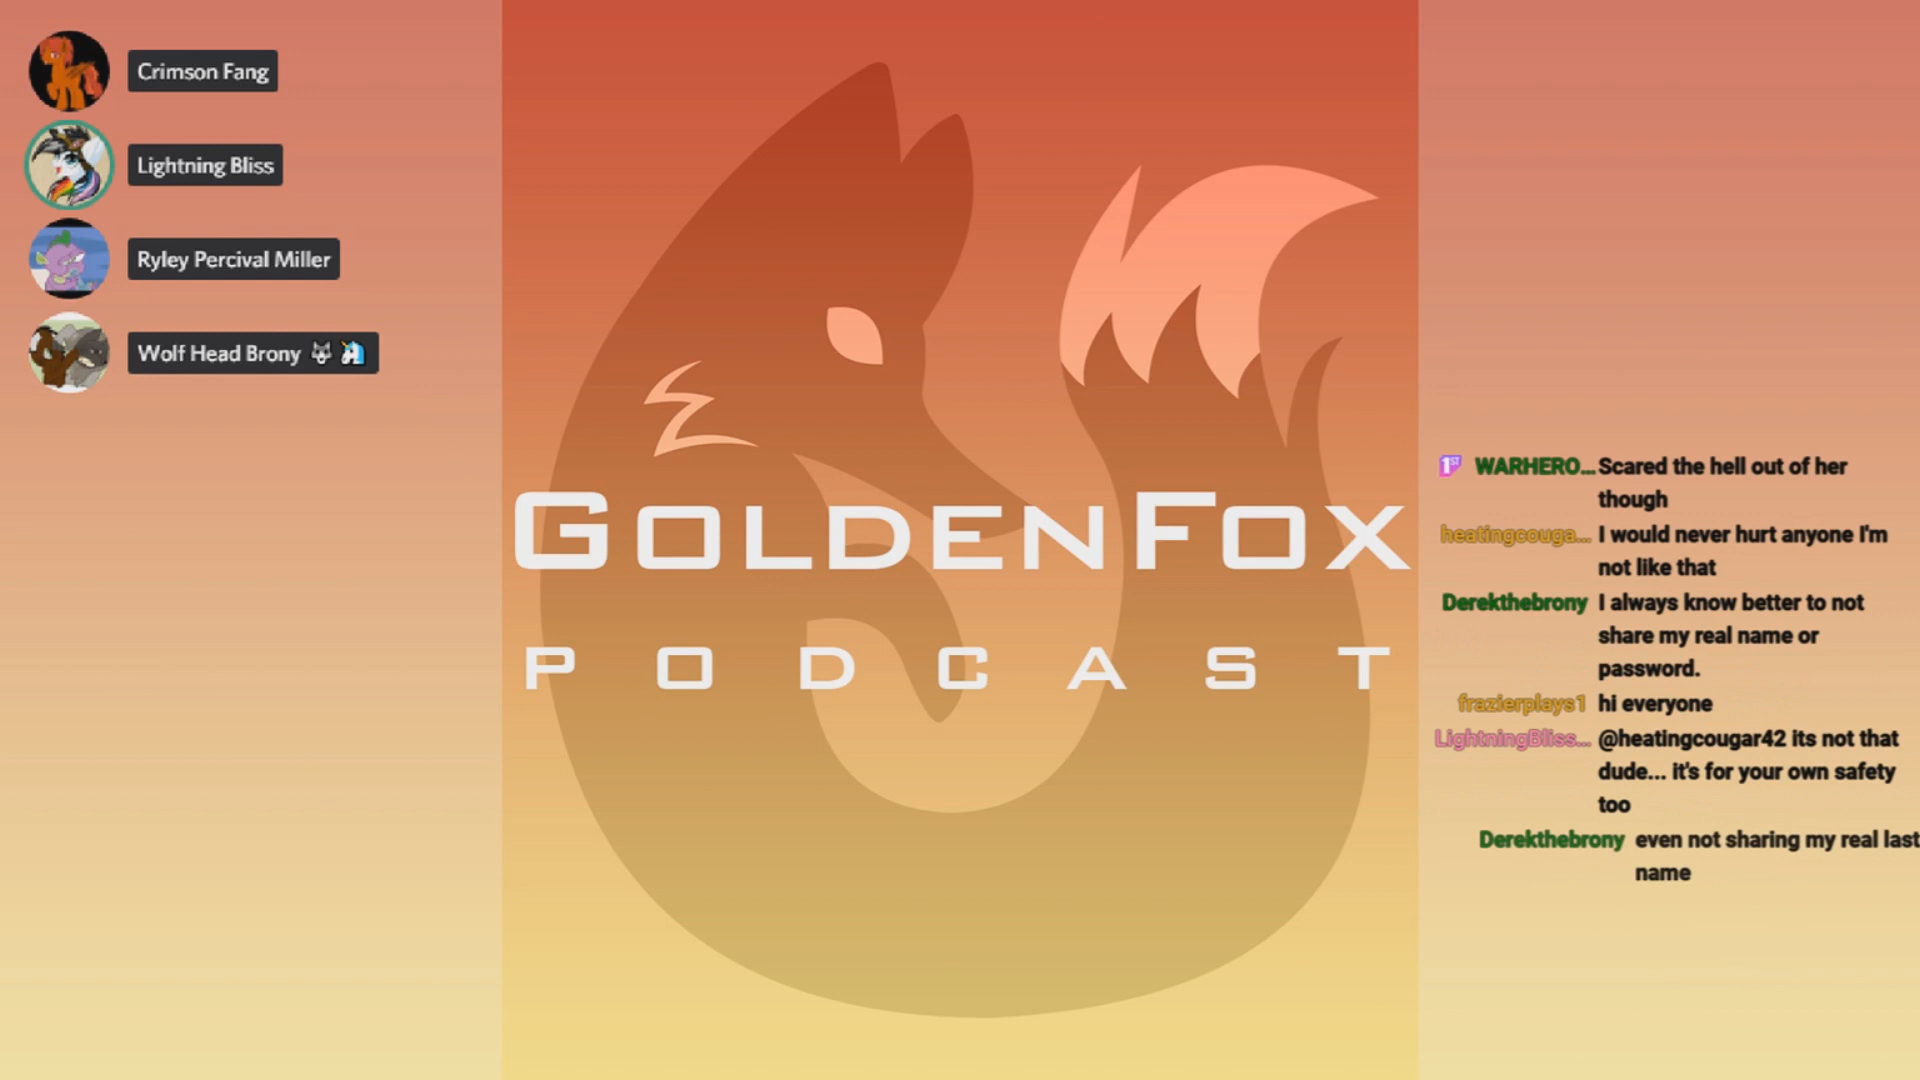 Crimson Fang
Lightning Bliss
Ryley Percival Miller
Wolf Head Brony 🐺 🦄
GOLDENFOX
PODCAST
1ST WARHERO... Scared the hell out of her
though
heatingcouga... I would never hurt anyone I'm
not like that
Derekthebrony I always know better to not
share my real name or
password.
frazierplays1 hi everyone
LightningBliss... @heatingcougar42 its not that
dude... it's for your own safety
too
Derekthebrony even not sharing my real last
name